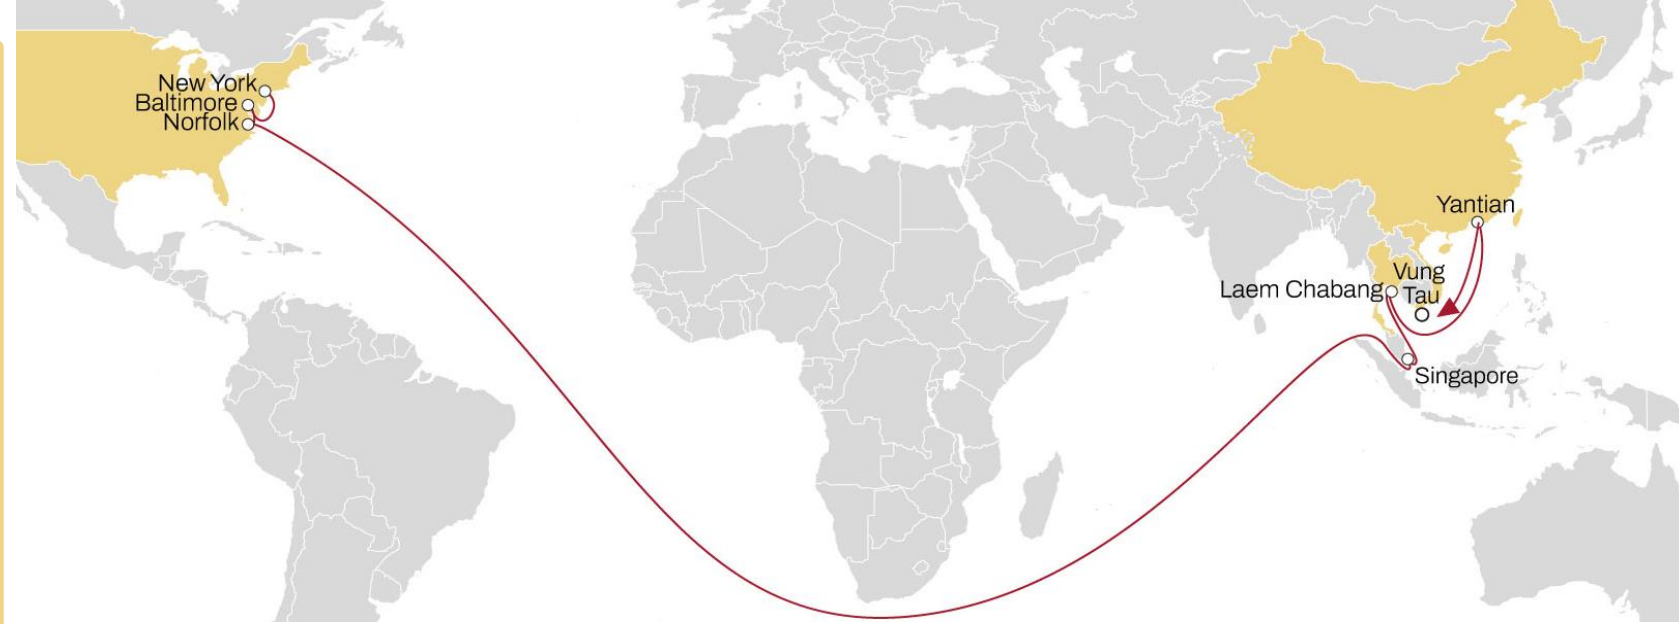 New York
Baltimore
Norfolk
Yantian
Vung
Tau
Laem Chabang
Singapore